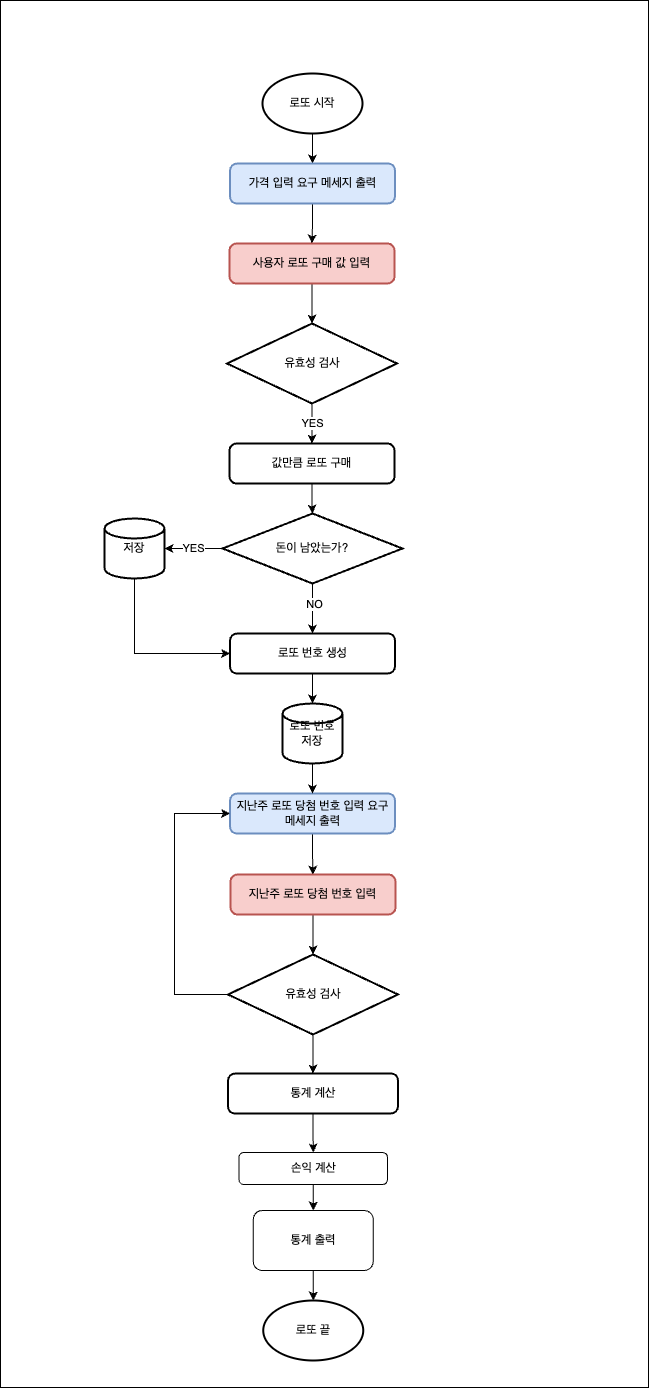 로또 시작
가격 입력 요구 메세지 출력
사용자 로또 구매 값 입력
유효성 검사
YES
값만큼 로또 구매
돈이 남았는가?
YES
저장
NO
로또 번호 생성
로또 번호
저장
지난주 로또 당첨 번호 입력 요구
메세지 출력
지난주 로또 당첨 번호 입력
유효성 검사
통계 계산
손익 계산
통계 출력
로또 끝